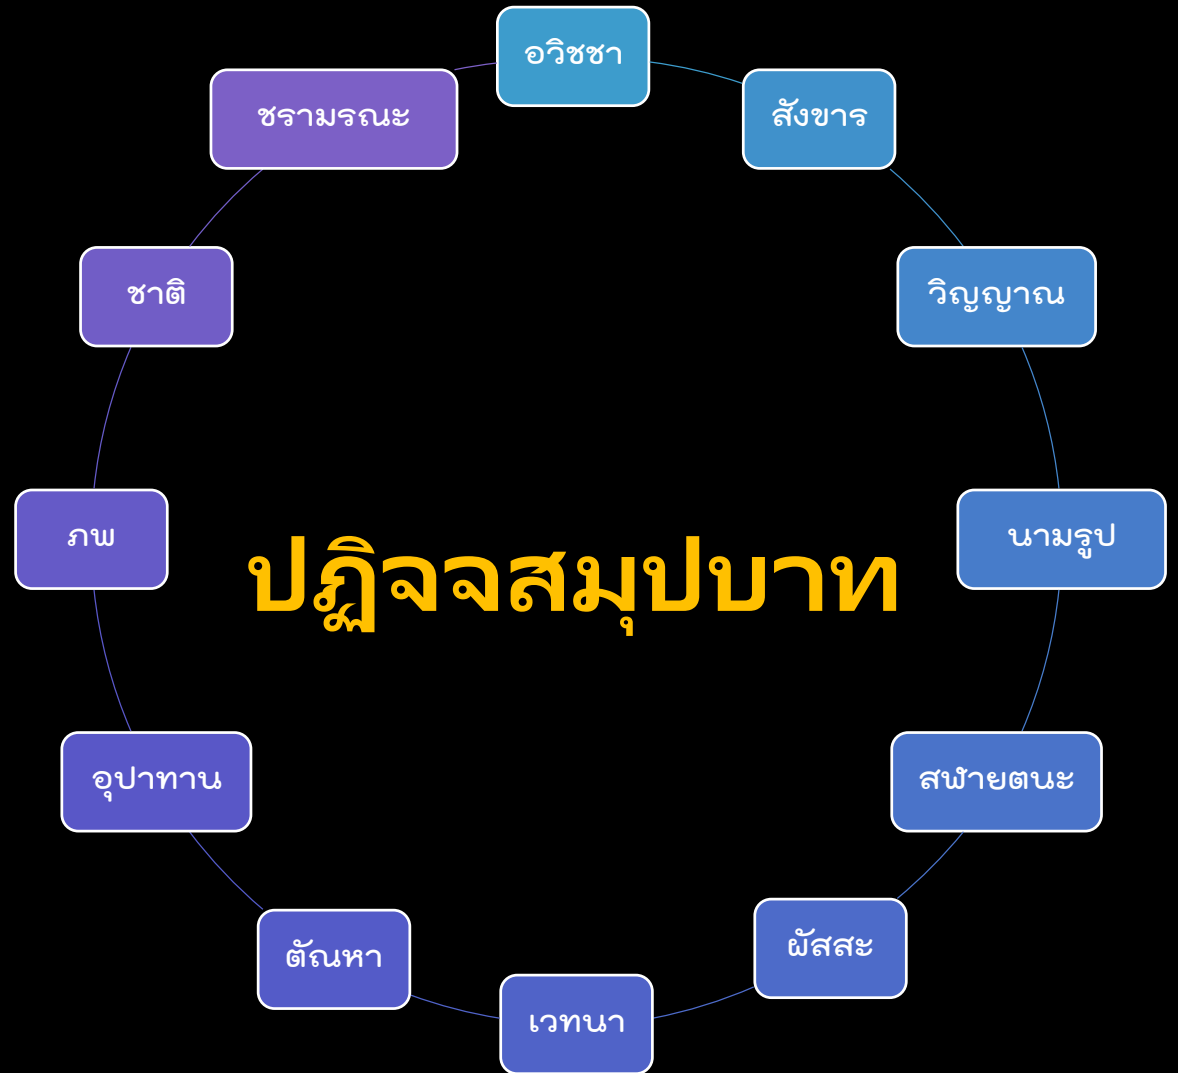 อวิชชา
สังขาร
วิญญาณ
นามรูป
สฬายตนะ
ผัสสะ
เวทนา
ตัณหา
อุปาทาน
ภพ
ชาติ
ชรามรณะ
ปฏิจจสมุปบาท